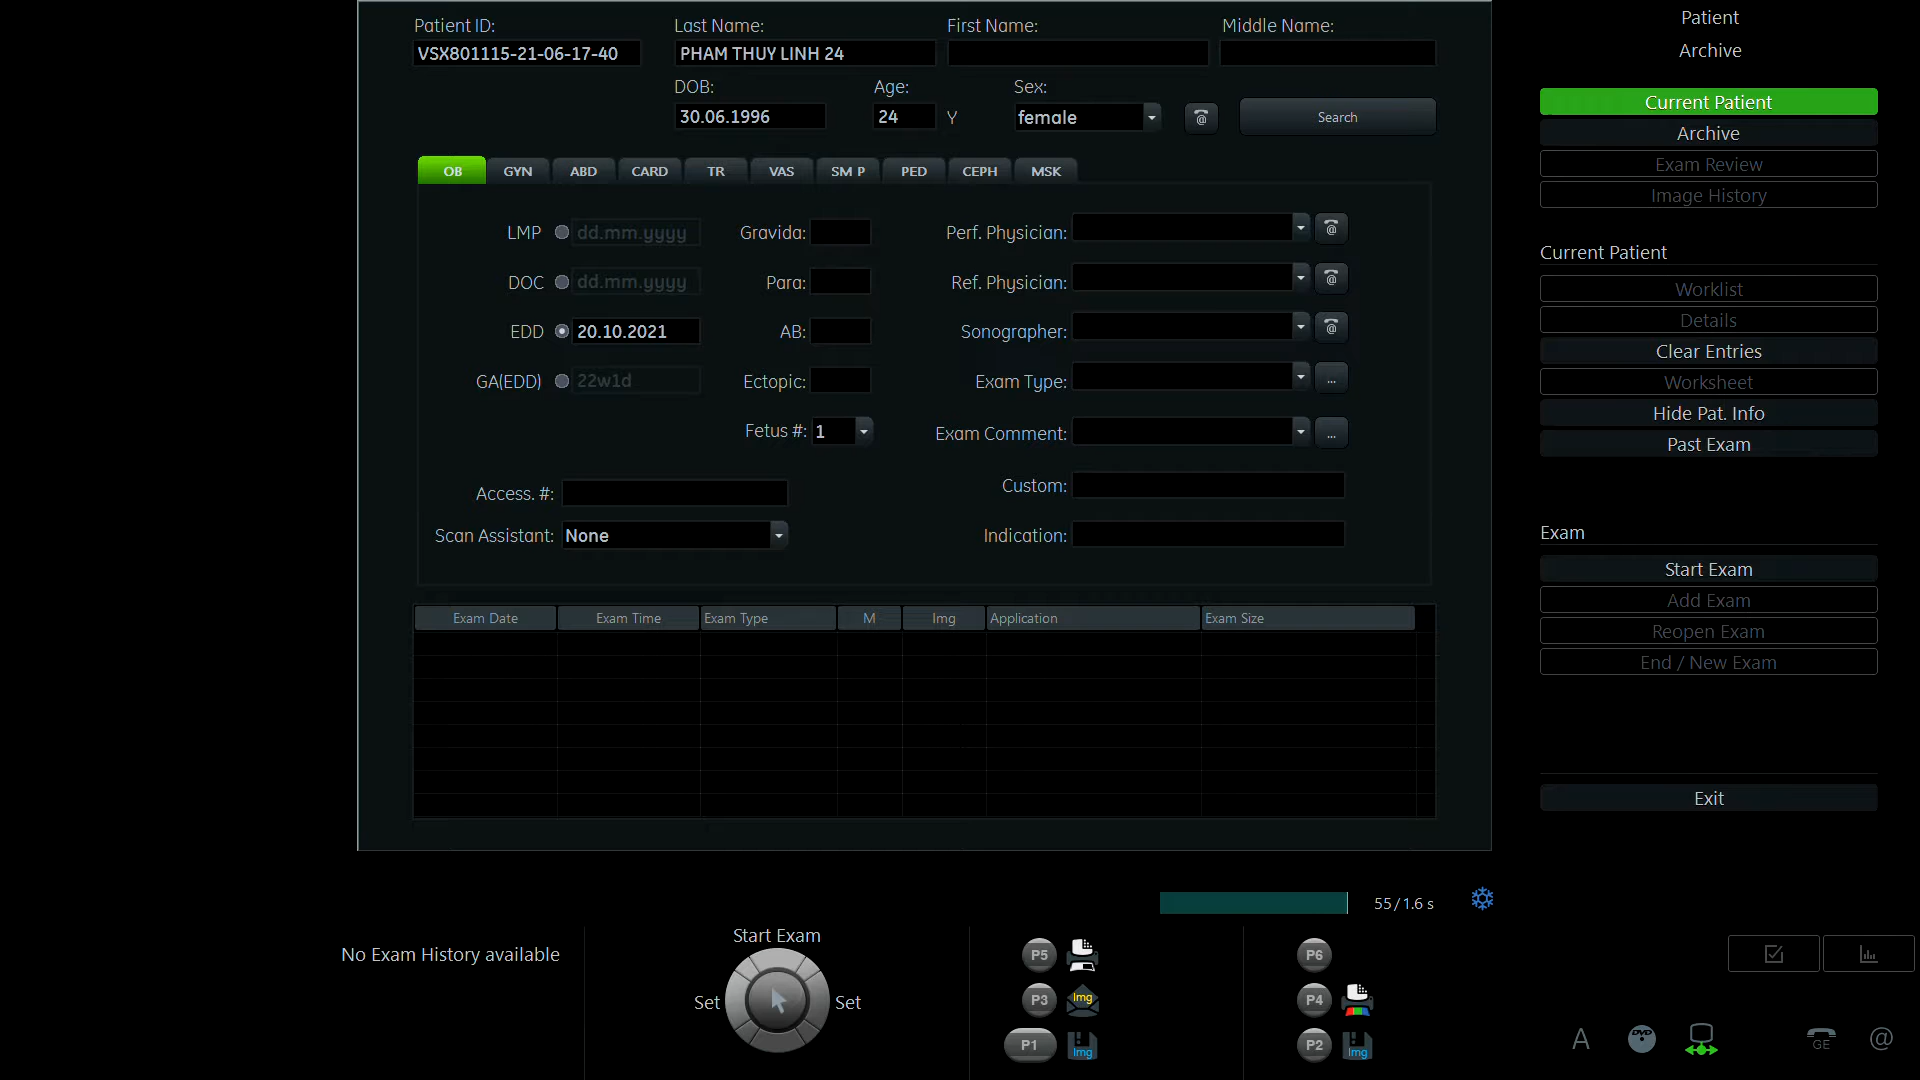 Patient ID: Last Name: First Name: Middle Name:
VSX801115-21-06-17-40 PHAM THUY LINH 24
DOB: Age: Sex:
30.06.1996 24 Y female @ Search
OB GYN ABD CARD TR VAS SM P PED CEPH MSK
LMP dd.mm.yyyy Gravida: Perf. Physician: @
DOC dd.mm.yyyy Para: Ref. Physician: @
EDD 20.10.2021 AB: Sonographer: @
GA(EDD) 22w1d Ectopic: Exam Type: ...
Fetus #: 1 Exam Comment: ...
Access. #: Custom:
Scan Assistant: None Indication:
Exam Date Exam Time Exam Type M Img Application Exam Size
Patient
Archive
Current Patient
Archive
Exam Review
Image History
Current Patient
Worklist
Details
Clear Entries
Worksheet
Hide Pat. Info
Past Exam
Exam
Start Exam
Add Exam
Reopen Exam
End / New Exam
Exit
55/1.6 s
No Exam History available
Start Exam
Set Set
P5
P3 Img
P1 Img
P6
P4
P2 Img
A DVD GE @